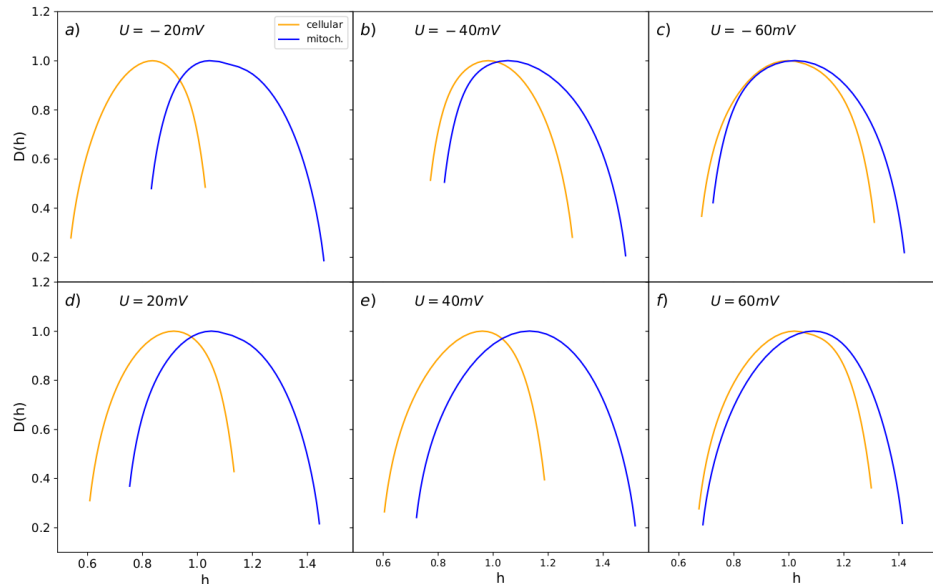 a) U = −20mV
cellular
mitoch.
b) U = −40mV
c) U = −60mV
1.2
1.0
0.8
0.6
0.4
0.2
D(h)
d) U = 20mV
e) U = 40mV
f) U = 60mV
1.2
1.0
0.8
0.6
0.4
0.2
D(h)
0.6 0.8 1.0 1.2 1.4
0.6 0.8 1.0 1.2 1.4
0.6 0.8 1.0 1.2 1.4
h
h
h